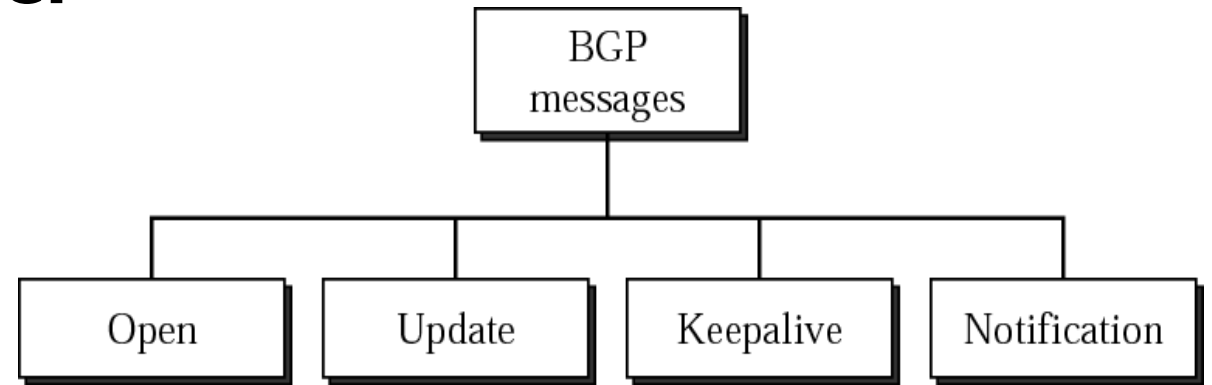 BGP
messages
Open
Update
Keepalive
Notification